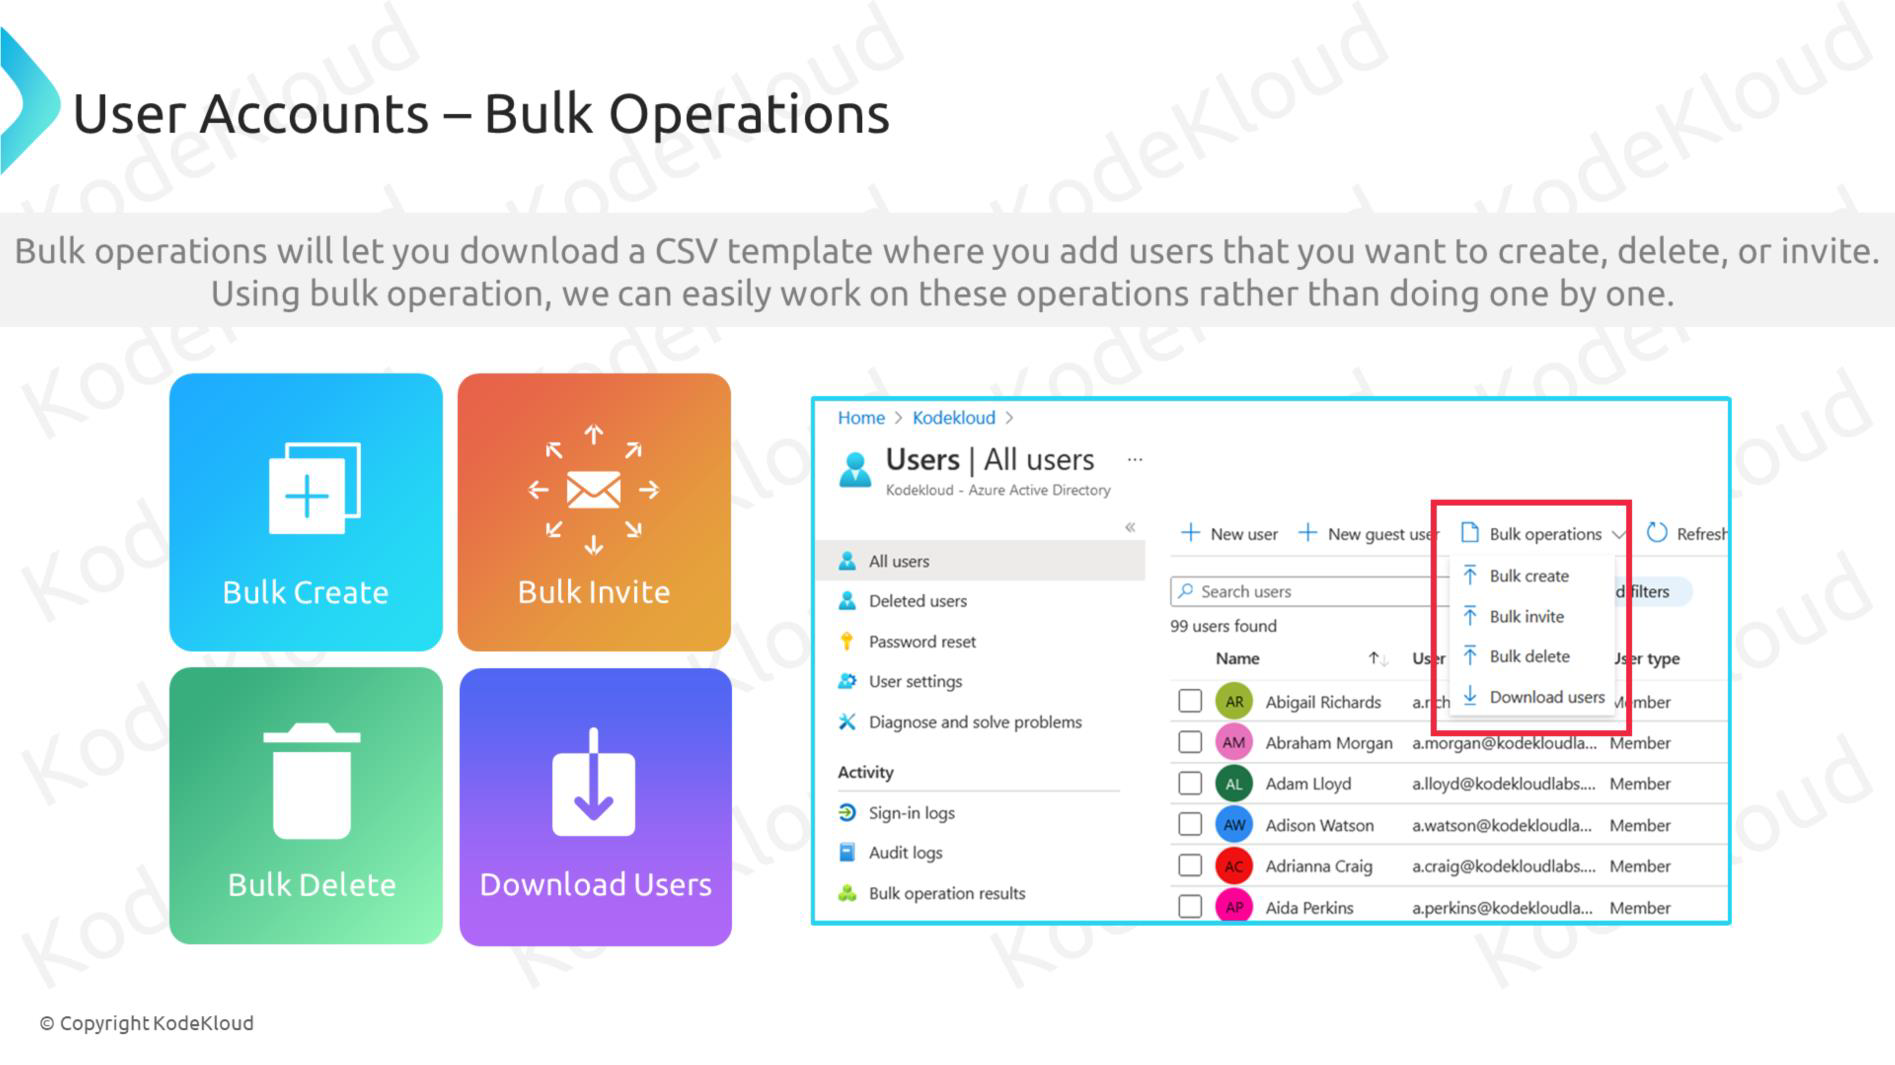 User Accounts – Bulk Operations
Bulk operations will let you download a CSV template where you add users that you want to create, delete, or invite.
Using bulk operation, we can easily work on these operations rather than doing one by one.
Bulk Create
Bulk Invite
Bulk Delete
Download Users
Home > Kodekloud >
Users | All users ...
Kodekloud - Azure Active Directory
«
All users
Deleted users
Password reset
User settings
Diagnose and solve problems
Activity
Sign-in logs
Audit logs
Bulk operation results
+ New user + New guest user Bulk operations Refresh
Bulk create
Bulk invite
Bulk delete
Download users
Search users
filters
99 users found
Name User User type
AR Abigail Richards Member
AM Abraham Morgan a.morgan@kodekloudla... Member
AL Adam Lloyd a.lloyd@kodekloudlabs.... Member
AW Adison Watson a.watson@kodekloudla... Member
AC Adrianna Craig a.craig@kodekloudlabs.... Member
AP Aida Perkins a.perkins@kodekloudla... Member
© Copyright KodeKloud
KodeKloud